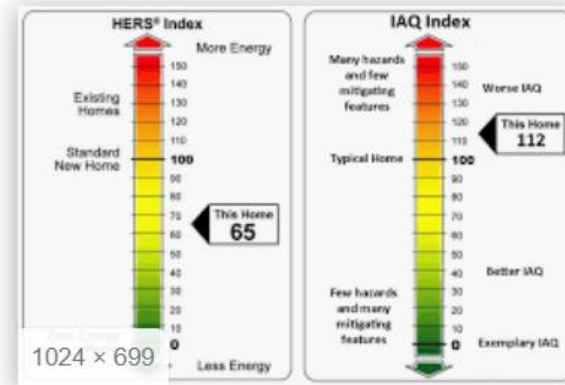 HERS® Index
More Energy
150
140
Existing
Homes
130
120
110
Standard
New Home
100
90
80
70
This Home
65
60
50
40
30
20
10
Zero Energy
0
Less Energy
1024 × 699
IAQ Index
Many hazards
and few
mitigating
features
150
140
Worse IAQ
130
120
This Home
112
110
Typical Home
100
90
80
70
60
50
40
Better IAQ
30
Few hazards
and many
mitigating
features
20
10
0
Exemplary IAQ